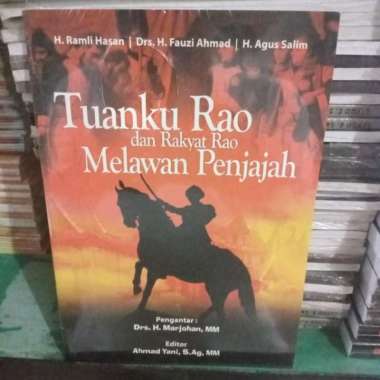 H. Ramli Hasan | Drs, H. Fauzi Ahmad | H. Agus Salim
Tuanku Rao
dan Rakyat Rao
Melawan Penjajah
Pengantar :
Drs. H. Marjohan, MM
Editor
Ahmad Yani, S.Ag, MM